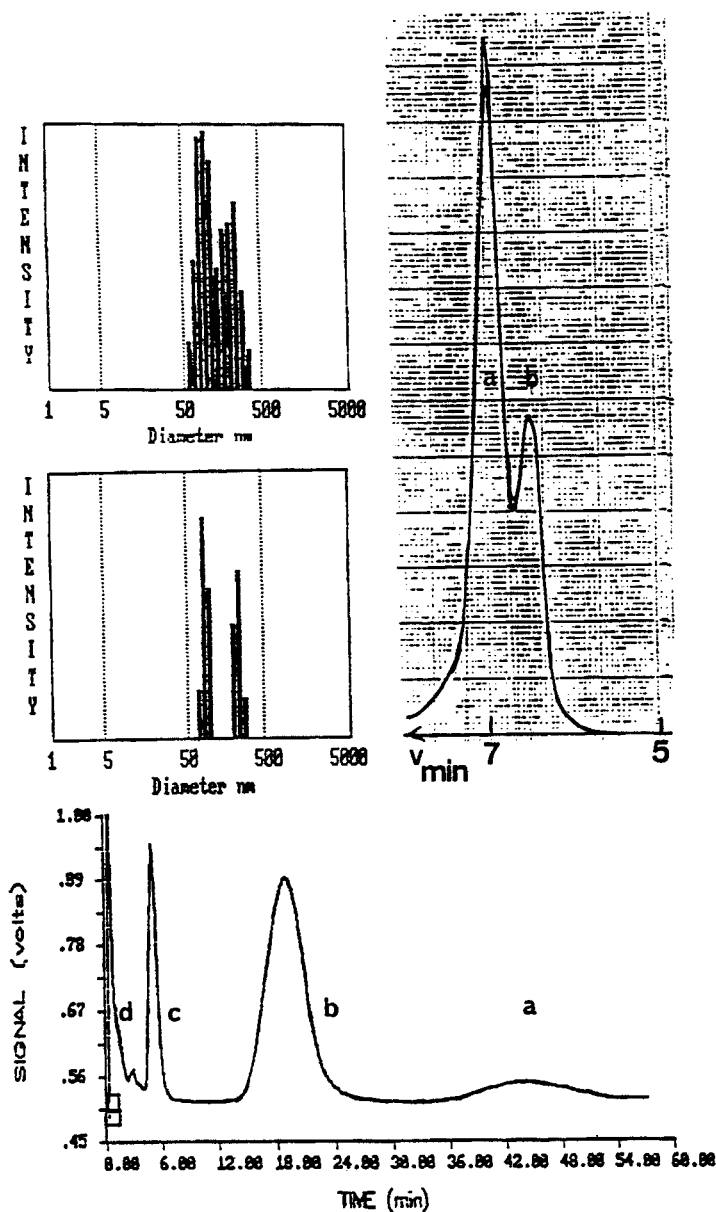 INTENSITY
1 5 50 500 5000
Diameter nm
INTENSITY
1 5 50 500 5000
Diameter nm
a b
7 5
V min
1.00
.89
.78
.67
.56
.45
SIGNAL (volts)
d c b a
0.00 6.00 12.00 18.00 24.00 30.00 36.00 42.00 48.00 54.00 60.00
TIME (min)